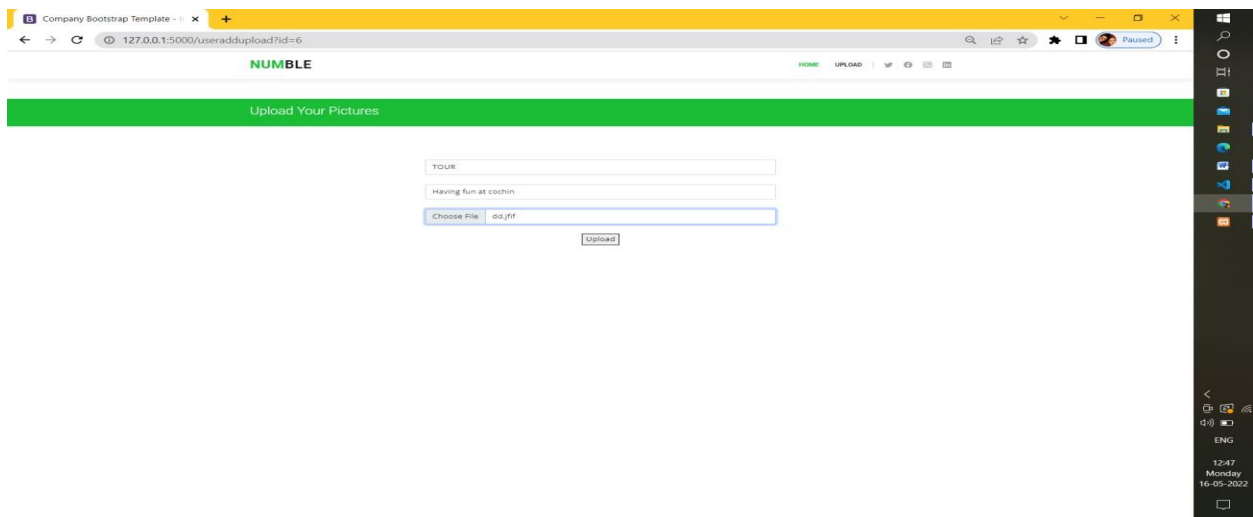 Company Bootstrap Template - I
127.0.0.1:5000/useraddupload?id=6
Paused
NUMBLE
HOME UPLOAD
Upload Your Pictures
TOUR
Having fun at cochin
Choose File dd.jfif
Upload
ENG
12:47
Monday
16-05-2022